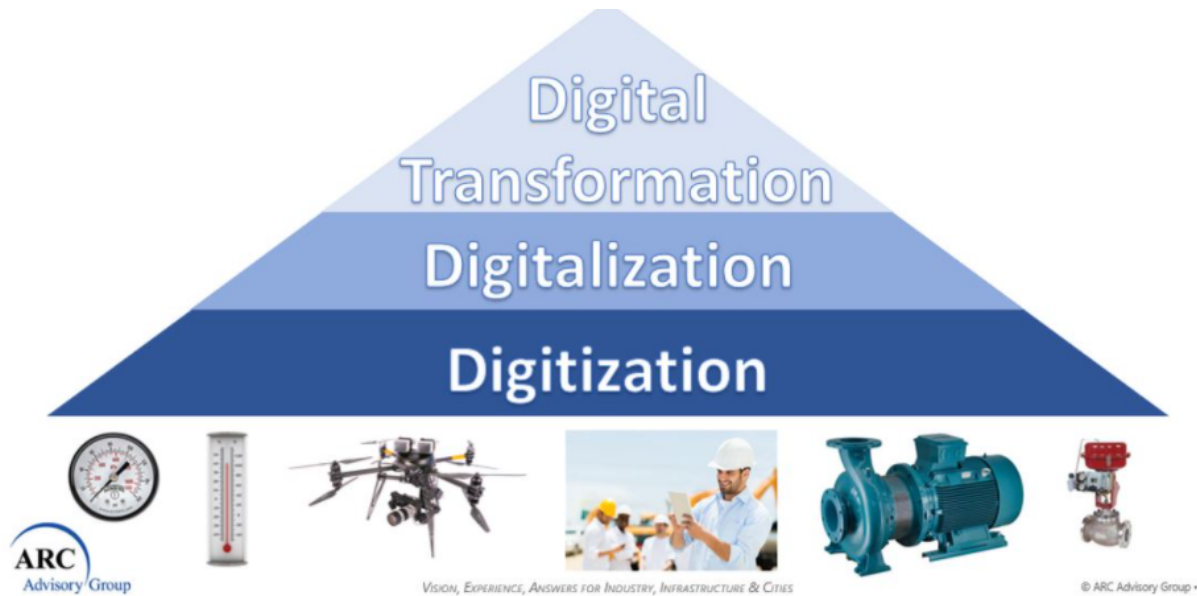 Digital
Transformation
Digitalization
Digitization
ARC
Advisory Group
VISION, EXPERIENCE, ANSWERS FOR INDUSTRY, INFRASTRUCTURE & CITIES
© ARC Advisory Group •